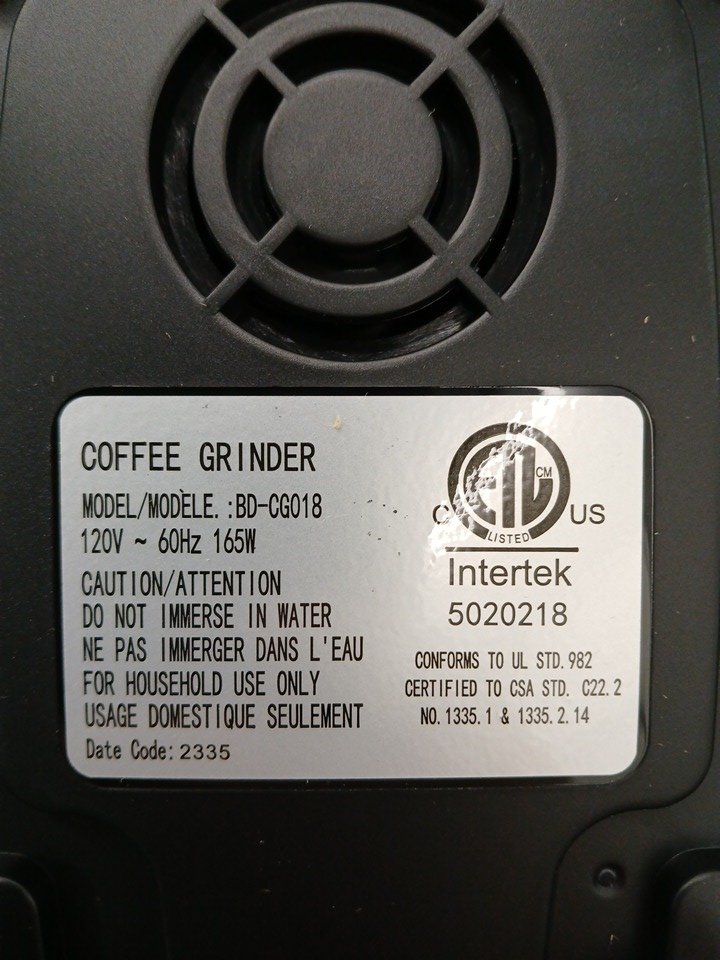 COFFEE GRINDER
MODEL/MODÈLE.:BD-CG018
120V ~ 60Hz 165W
CAUTION/ATTENTION
DO NOT IMMERSE IN WATER
NE PAS IMMERGER DANS L'EAU
FOR HOUSEHOLD USE ONLY
USAGE DOMESTIQUE SEULEMENT
Date Code: 2335
ETL CM
C US
LISTED
Intertek
5020218
CONFORMS TO UL STD. 982
CERTIFIED TO CSA STD. C22.2
NO. 1335.1 & 1335.2.14